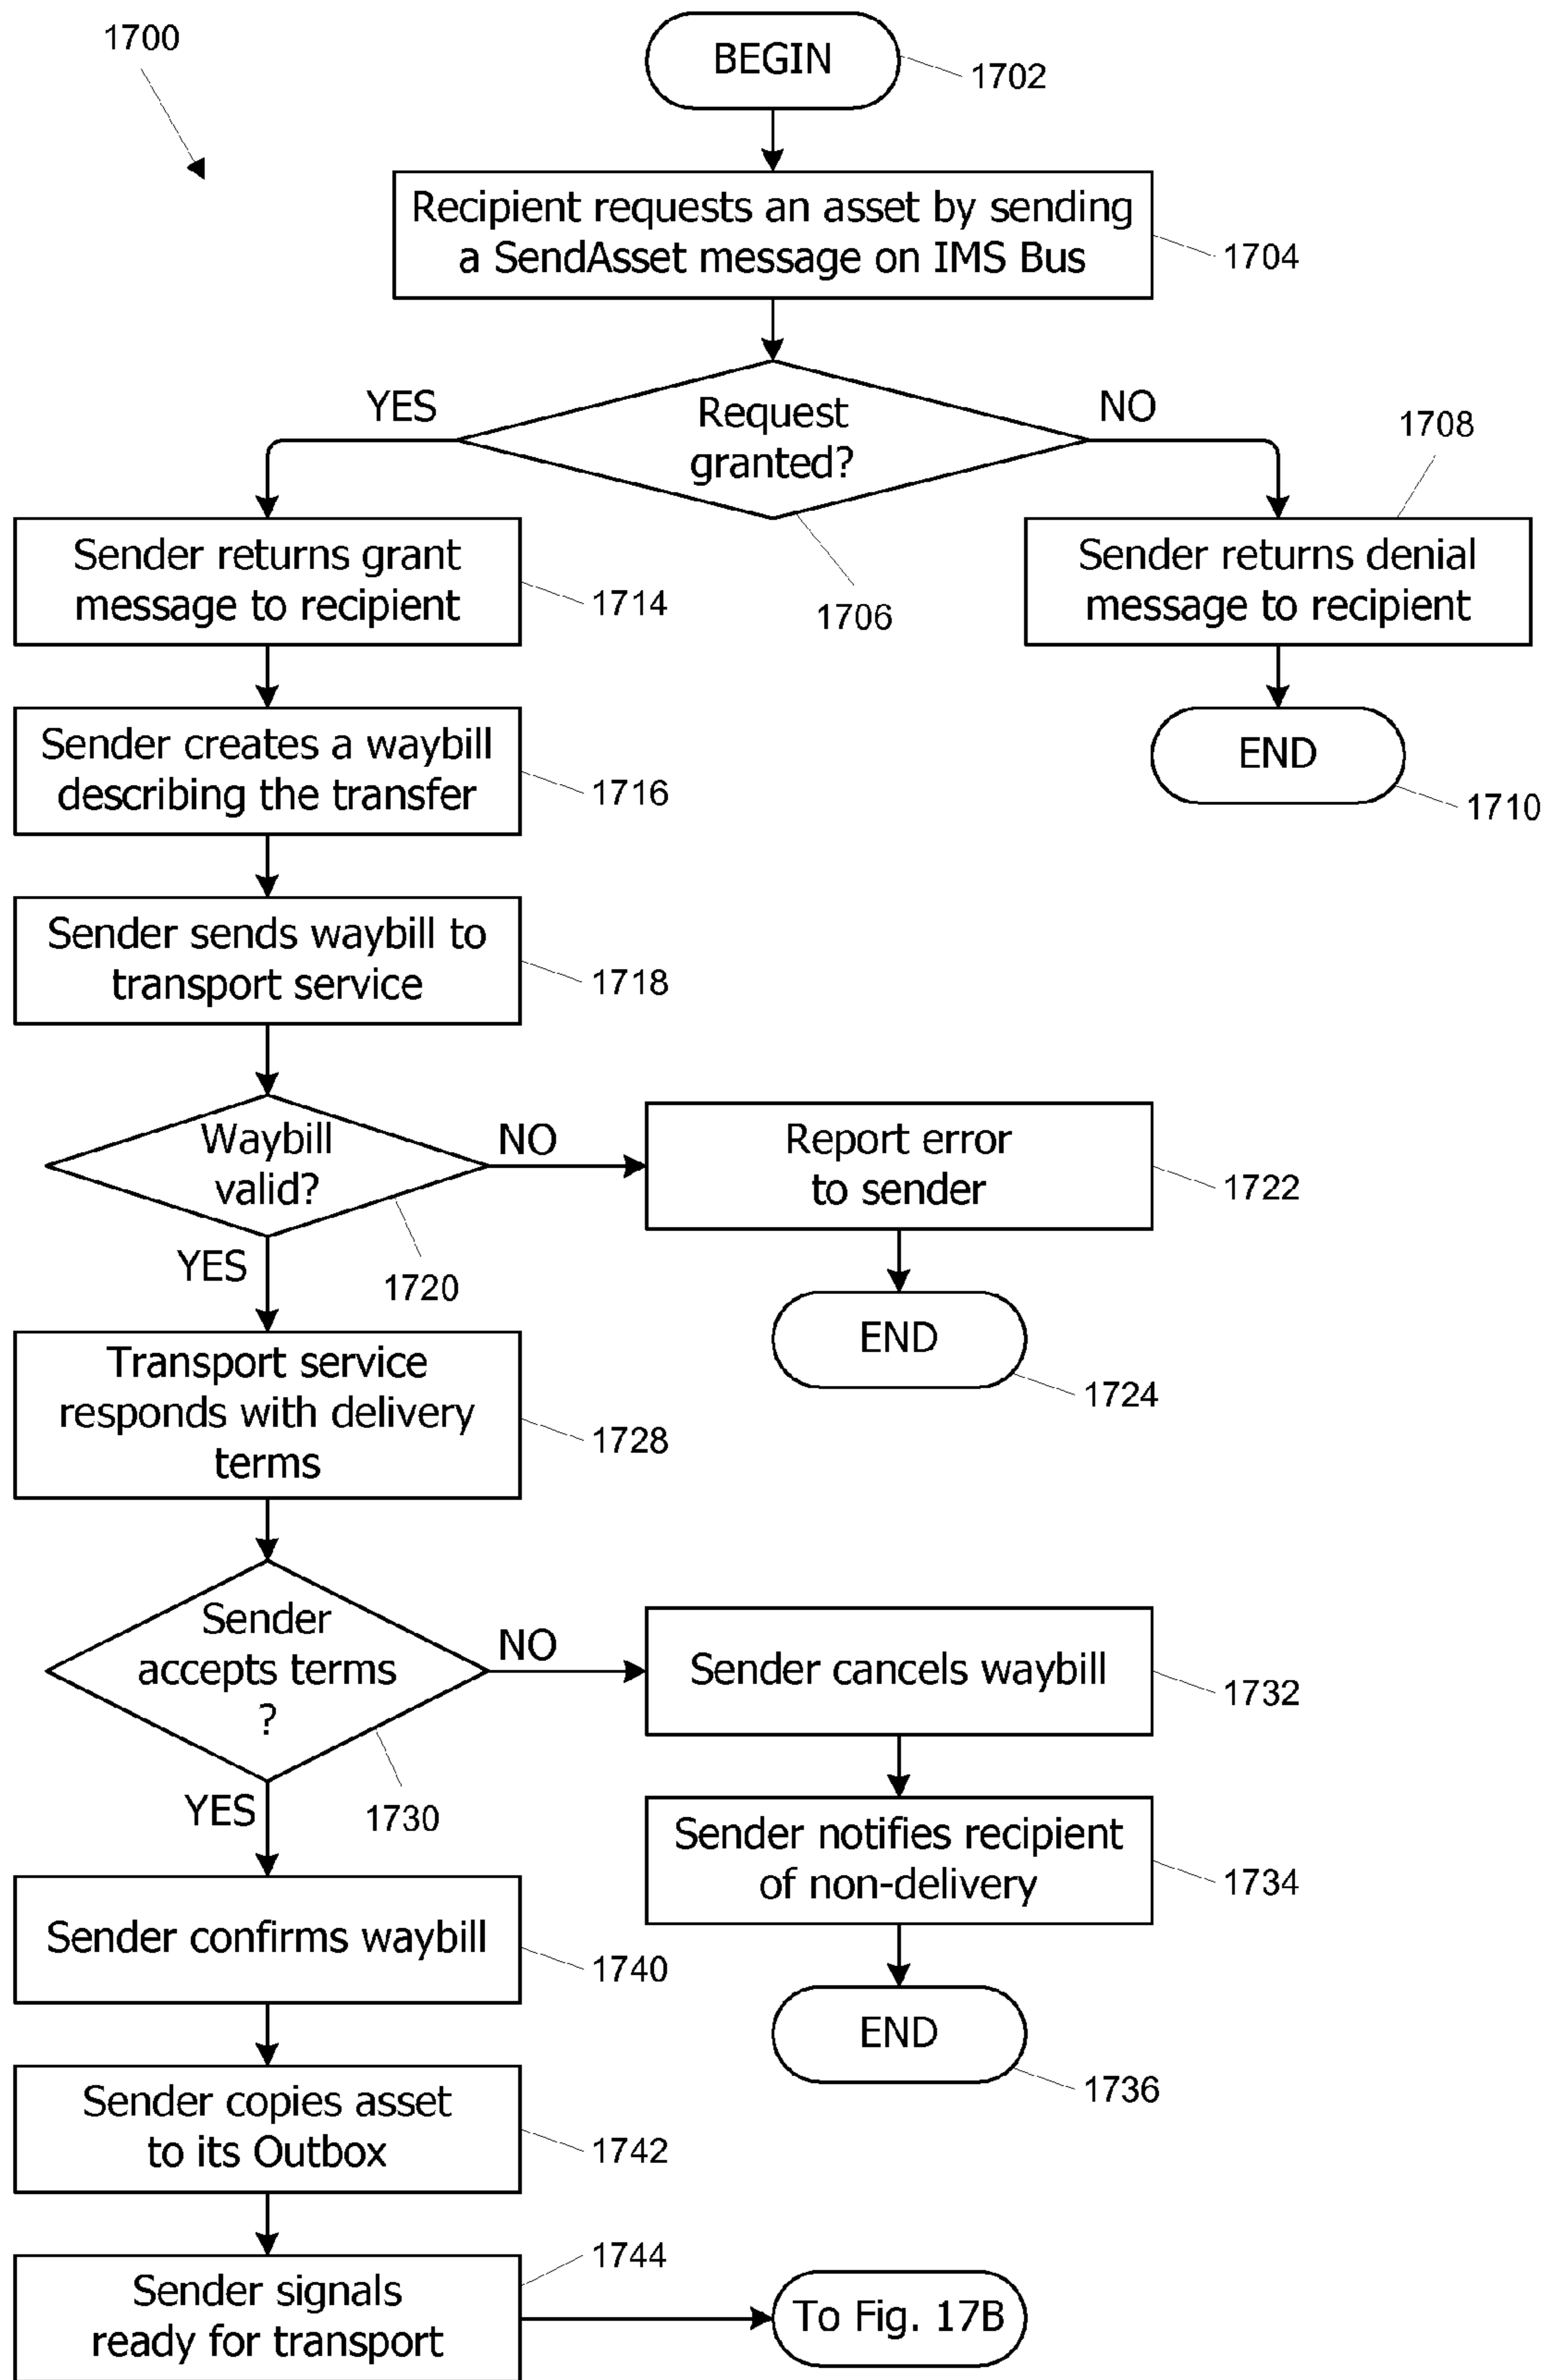 1700
BEGIN
1702
Recipient requests an asset by sending
a SendAsset message on IMS Bus
1704
YES
Request
granted?
NO
1706
1708
Sender returns grant
message to recipient
1714
Sender returns denial
message to recipient
END
1710
Sender creates a waybill
describing the transfer
1716
Sender sends waybill to
transport service
1718
Waybill
valid?
NO
YES
1720
Report error
to sender
1722
END
1724
Transport service
responds with delivery
terms
1728
Sender
accepts terms
?
NO
YES
1730
Sender cancels waybill
1732
Sender notifies recipient
of non-delivery
1734
END
1736
Sender confirms waybill
1740
Sender copies asset
to its Outbox
1742
Sender signals
ready for transport
1744
To Fig. 17B